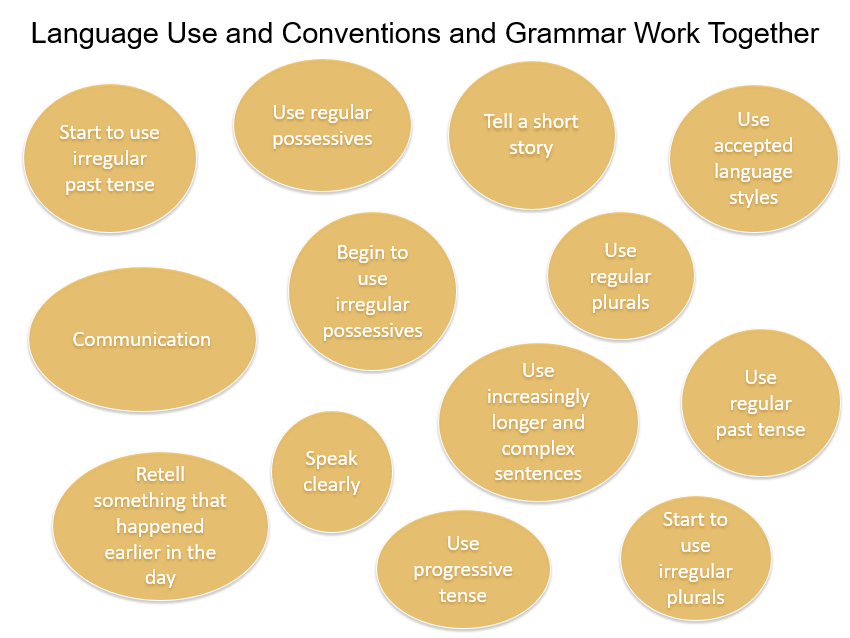 Language Use and Conventions and Grammar Work Together
Start to use
irregular
past tense
Use regular
possessives
Tell a short
story
Use
accepted
language
styles
Begin to
use
irregular
possessives
Use
regular
plurals
Communication
Use
increasingly
longer and
complex
sentences
Use
regular
past tense
Speak
clearly
Retell
something that
happened
earlier in the
day
Use
progressive
tense
Start to
use
irregular
plurals